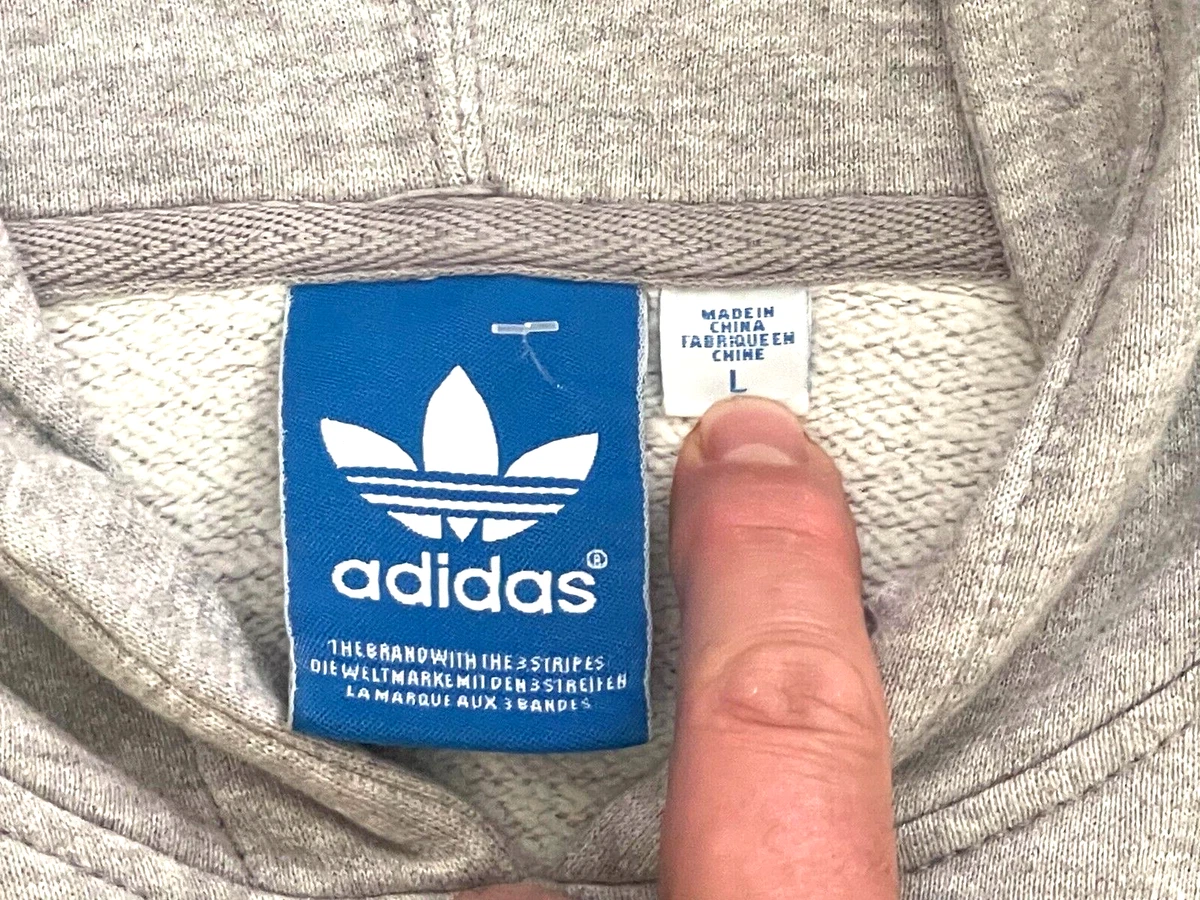 adidas®
THE BRAND WITH THE 3 STRIPES
DIE WELTMARKE MIT DEN 3 STREIFEN
LA MARQUE AUX 3 BANDES
MADE IN
CHINA
FABRIQUE EN
CHINE
L